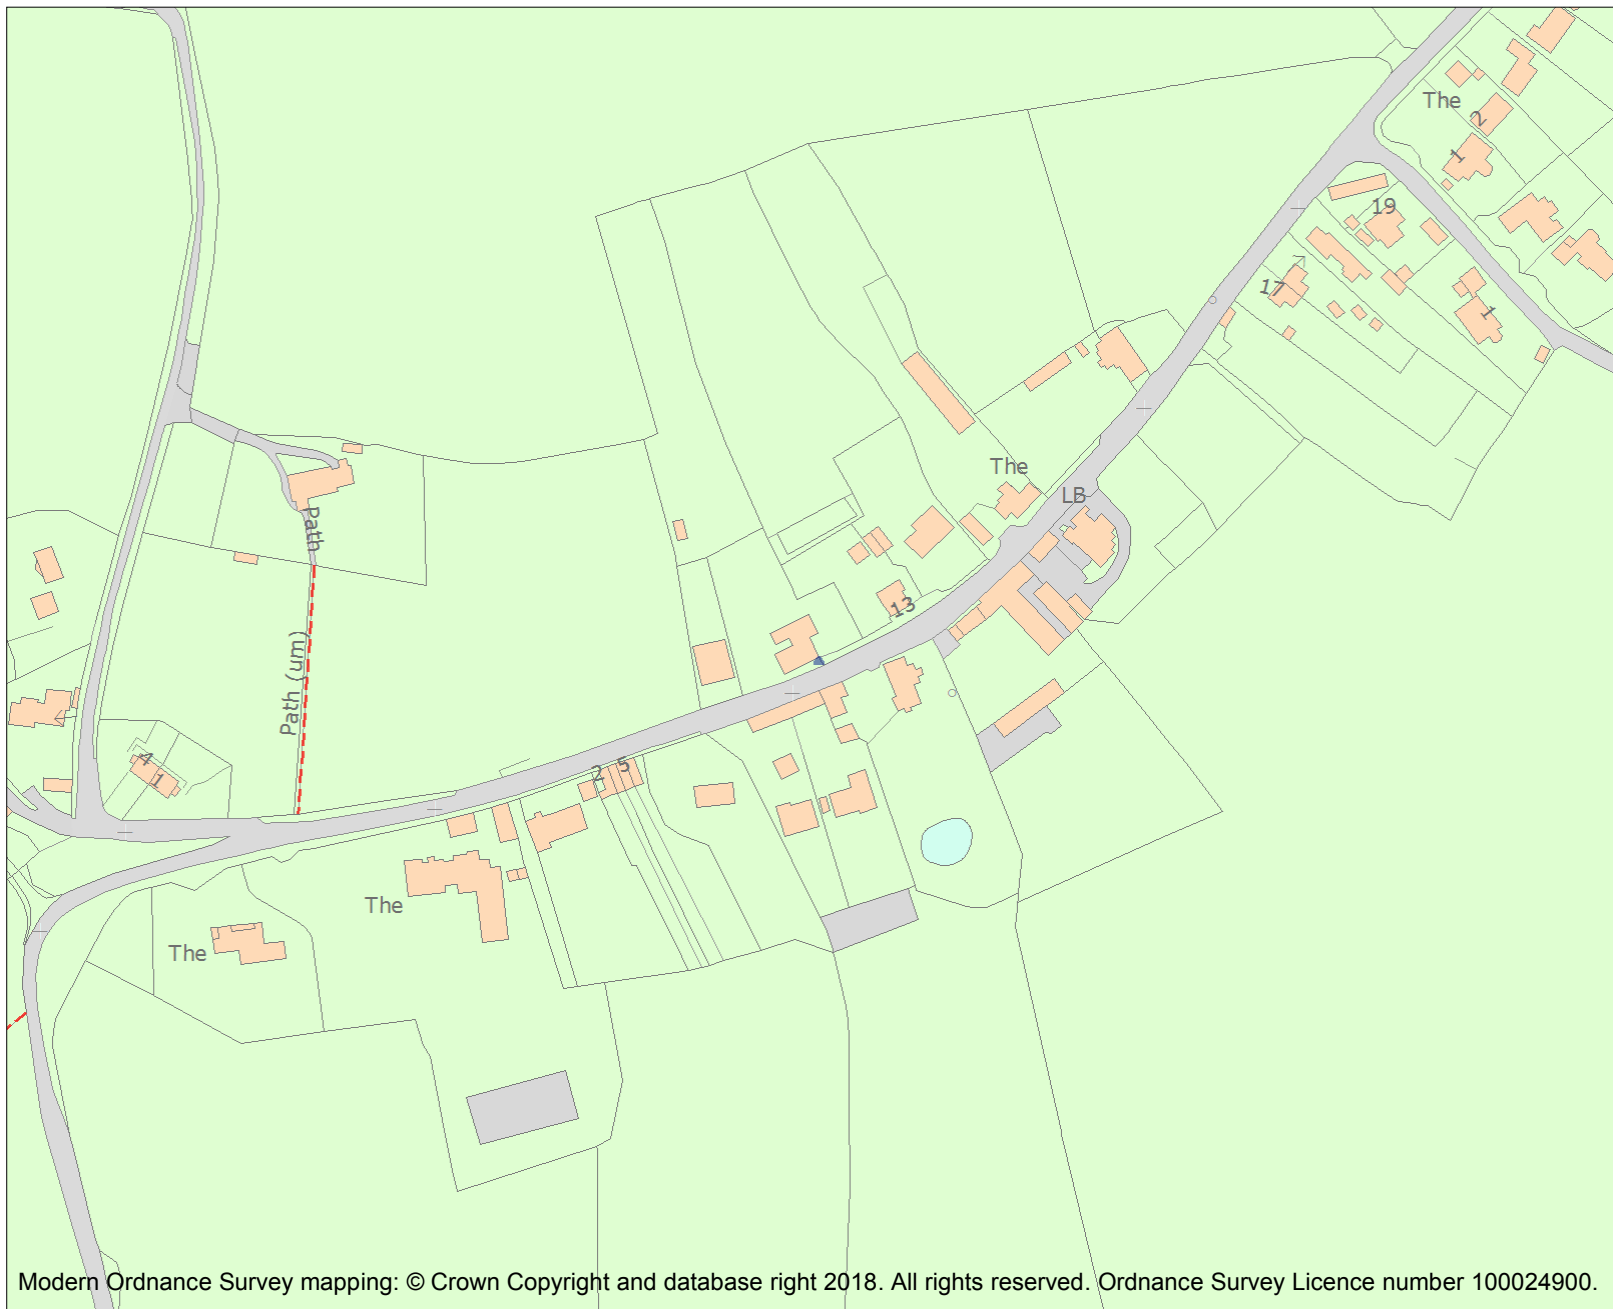 The
2
1
19
17
1
The
LB
Path
13
Path (um)
4
1
2
5
The
The
Modern Ordnance Survey mapping: © Crown Copyright and database right 2018. All rights reserved. Ordnance Survey Licence number 100024900.